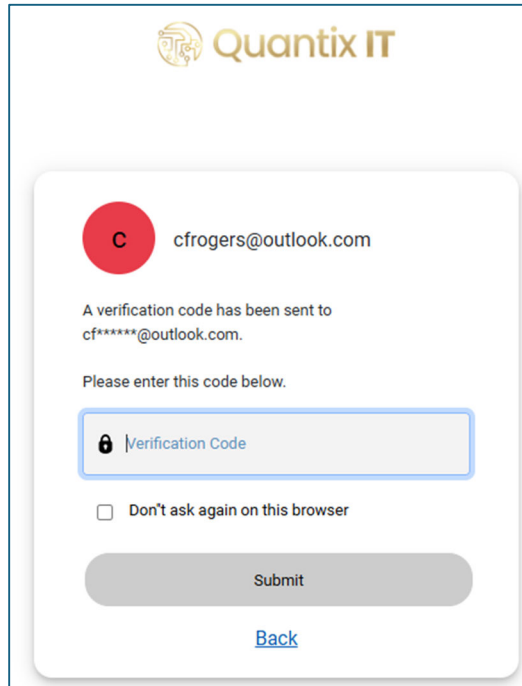 Quantix IT
C
cfrogers@outlook.com
A verification code has been sent to
cf******@outlook.com.
Please enter this code below.
Verification Code
Don"t ask again on this browser
Submit
Back